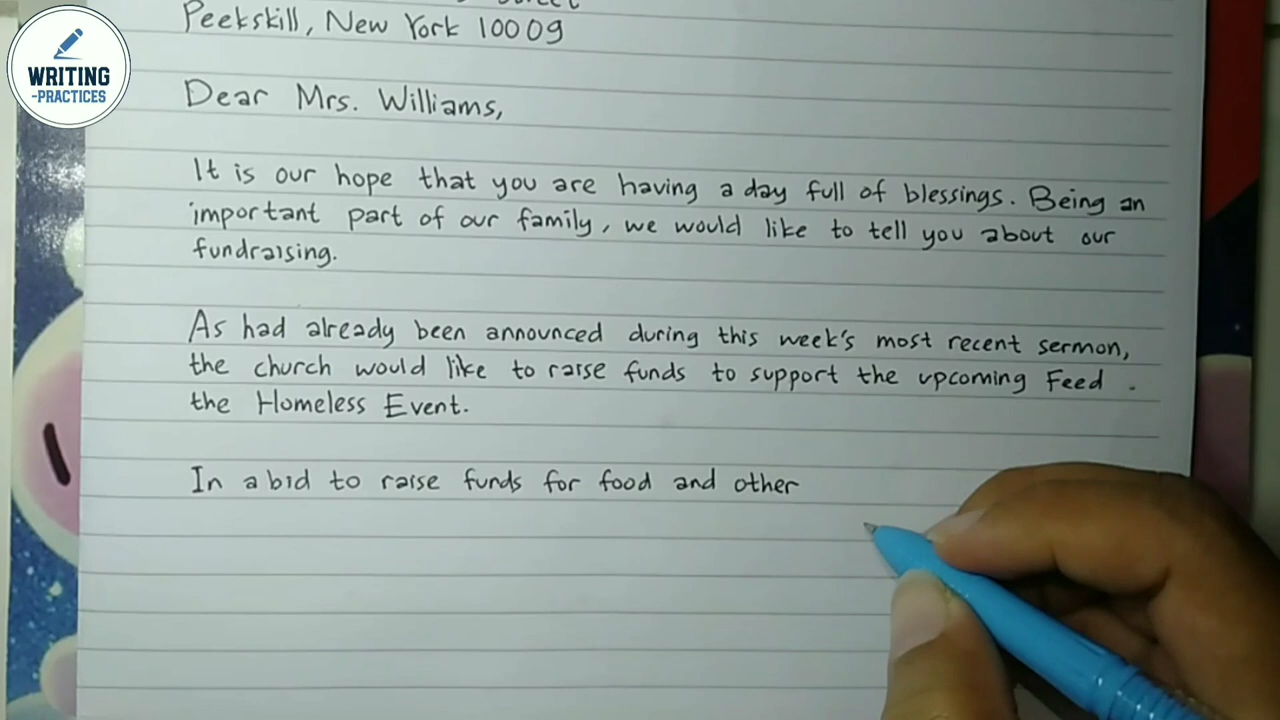 WRITING
-PRACTICES
Peekskill, New York 10009
Dear Mrs. Williams,
It is our hope that you are having a day full of blessings. Being an
important part of our family, we would like to tell you about our
fundraising.
As had already been announced during this week's most recent sermon,
the church would like to raise funds to support the upcoming Feed .
the Homeless Event.
In a bid to raise funds for food and other